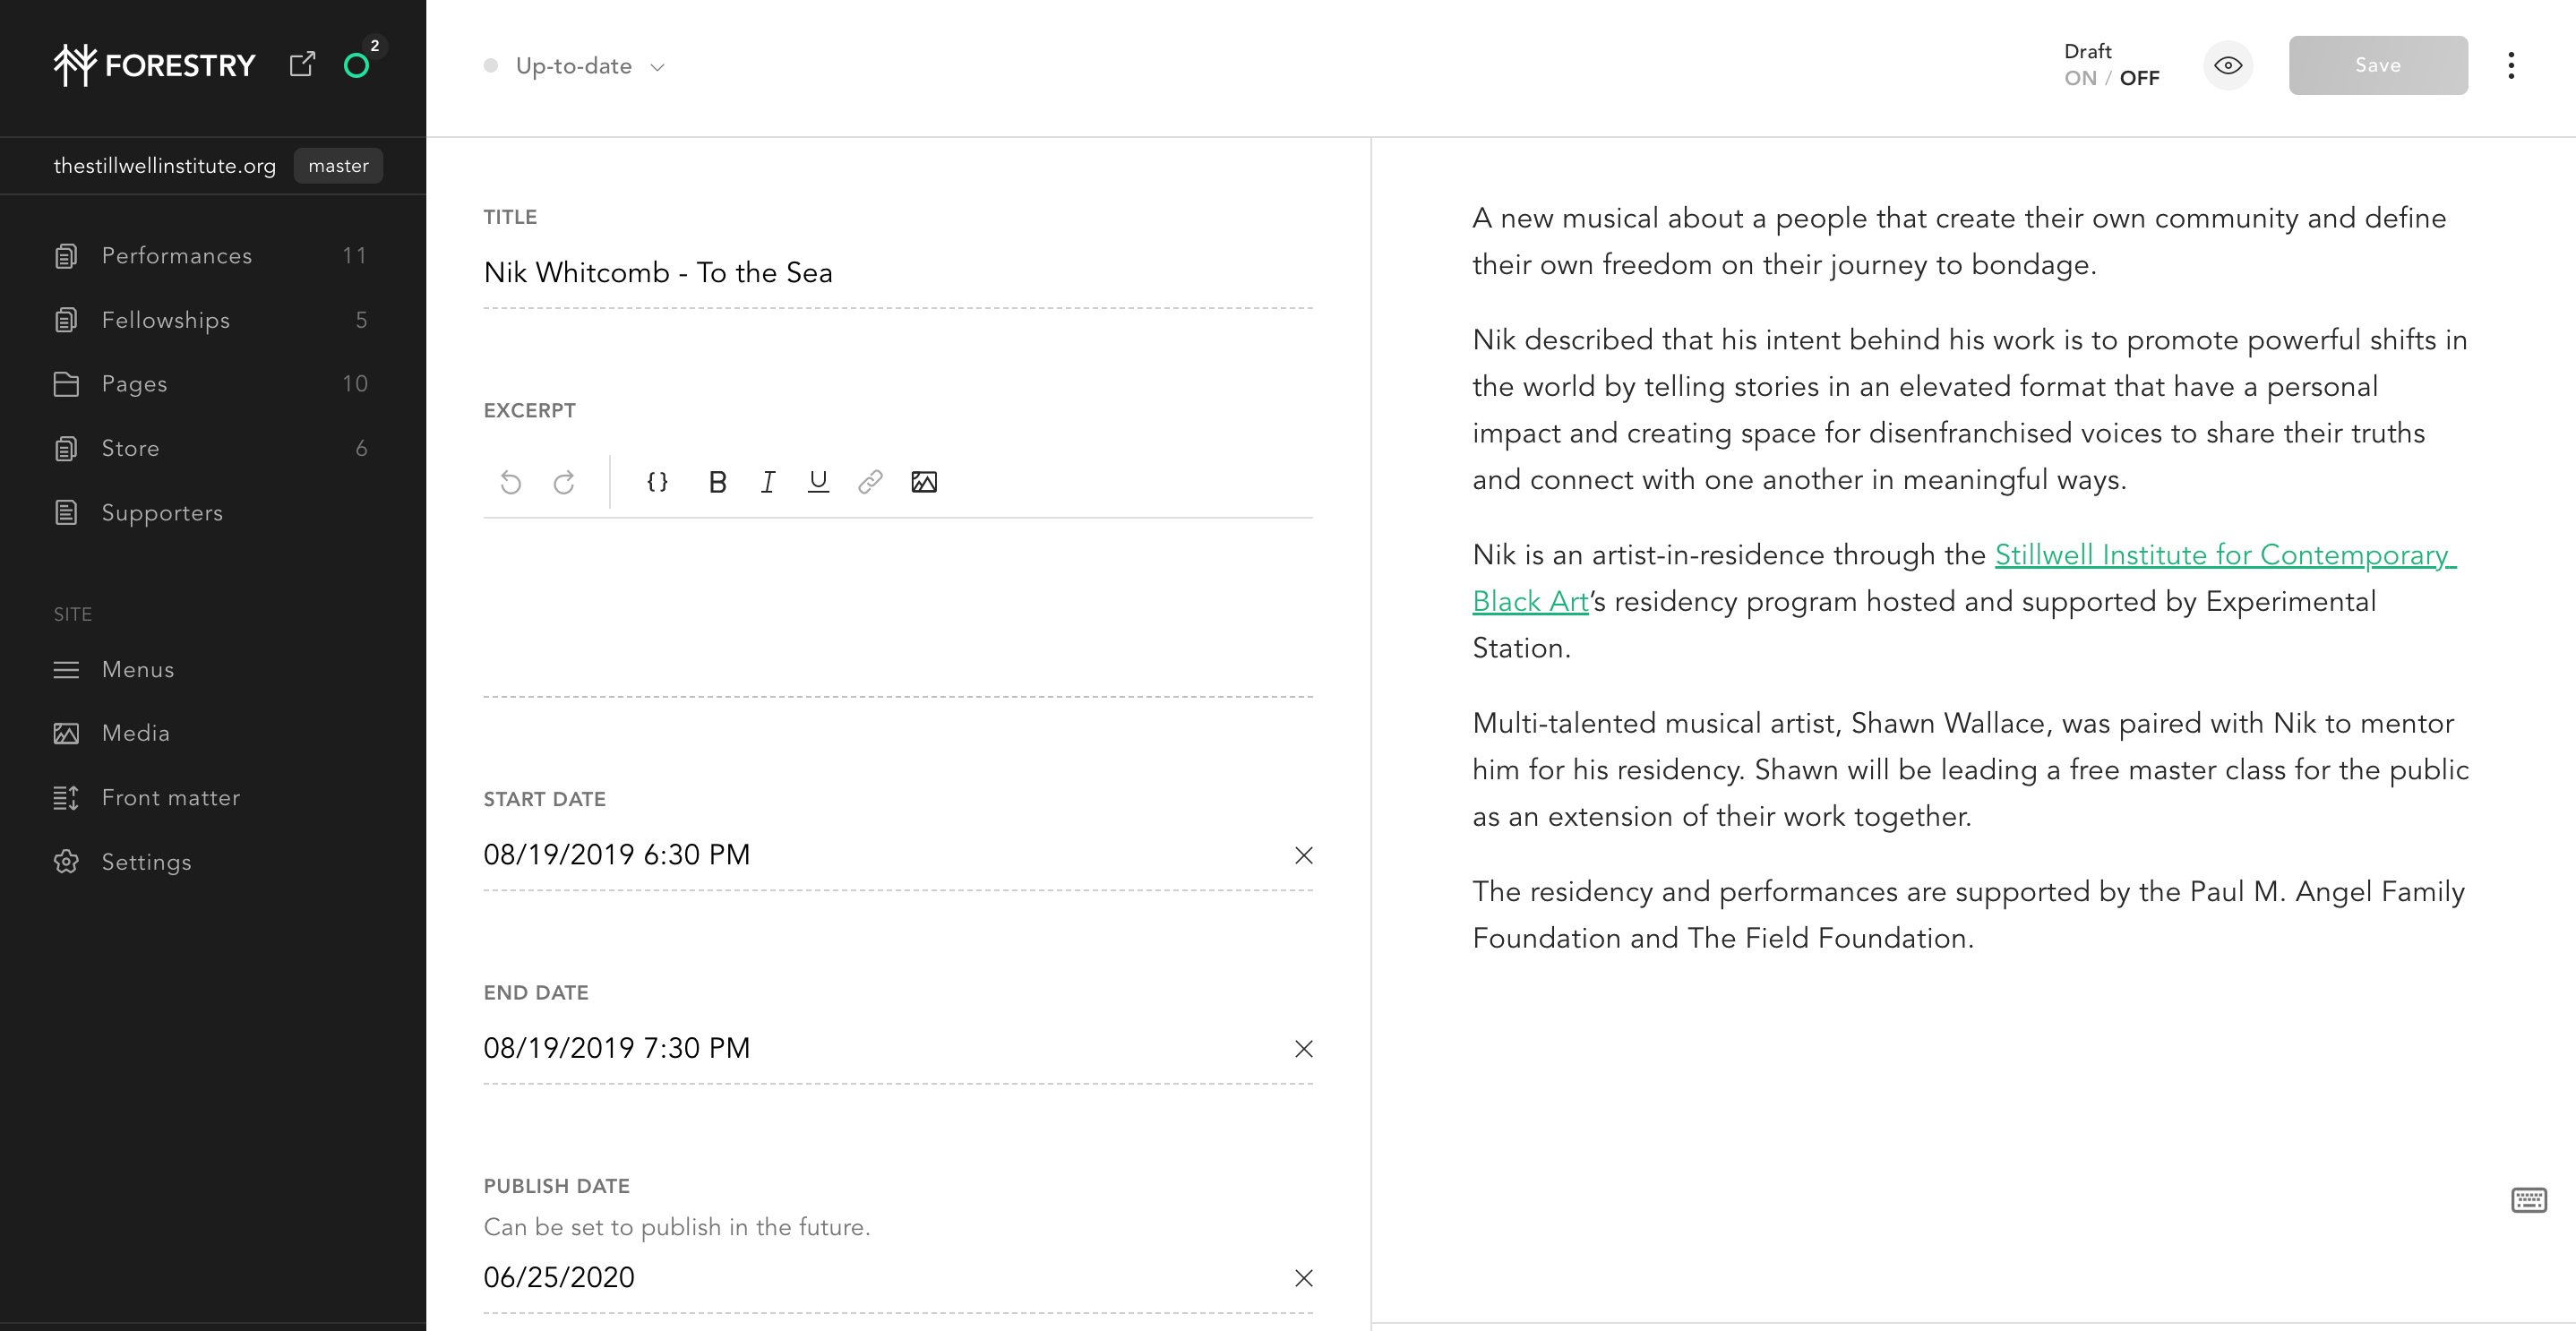 FORESTRY
2
thestillwellinstitute.org master
Performances 11
Fellowships 5
Pages 10
Store 6
Supporters
SITE
Menus
Media
Front matter
Settings
Up-to-date
Draft
ON / OFF
Save
TITLE
Nik Whitcomb - To the Sea
EXCERPT
{} B I U
START DATE
08/19/2019 6:30 PM
END DATE
08/19/2019 7:30 PM
PUBLISH DATE
Can be set to publish in the future.
06/25/2020
A new musical about a people that create their own community and define
their own freedom on their journey to bondage.
Nik described that his intent behind his work is to promote powerful shifts in
the world by telling stories in an elevated format that have a personal
impact and creating space for disenfranchised voices to share their truths
and connect with one another in meaningful ways.
Nik is an artist-in-residence through the Stillwell Institute for Contemporary
Black Art’s residency program hosted and supported by Experimental
Station.
Multi-talented musical artist, Shawn Wallace, was paired with Nik to mentor
him for his residency. Shawn will be leading a free master class for the public
as an extension of their work together.
The residency and performances are supported by the Paul M. Angel Family
Foundation and The Field Foundation.